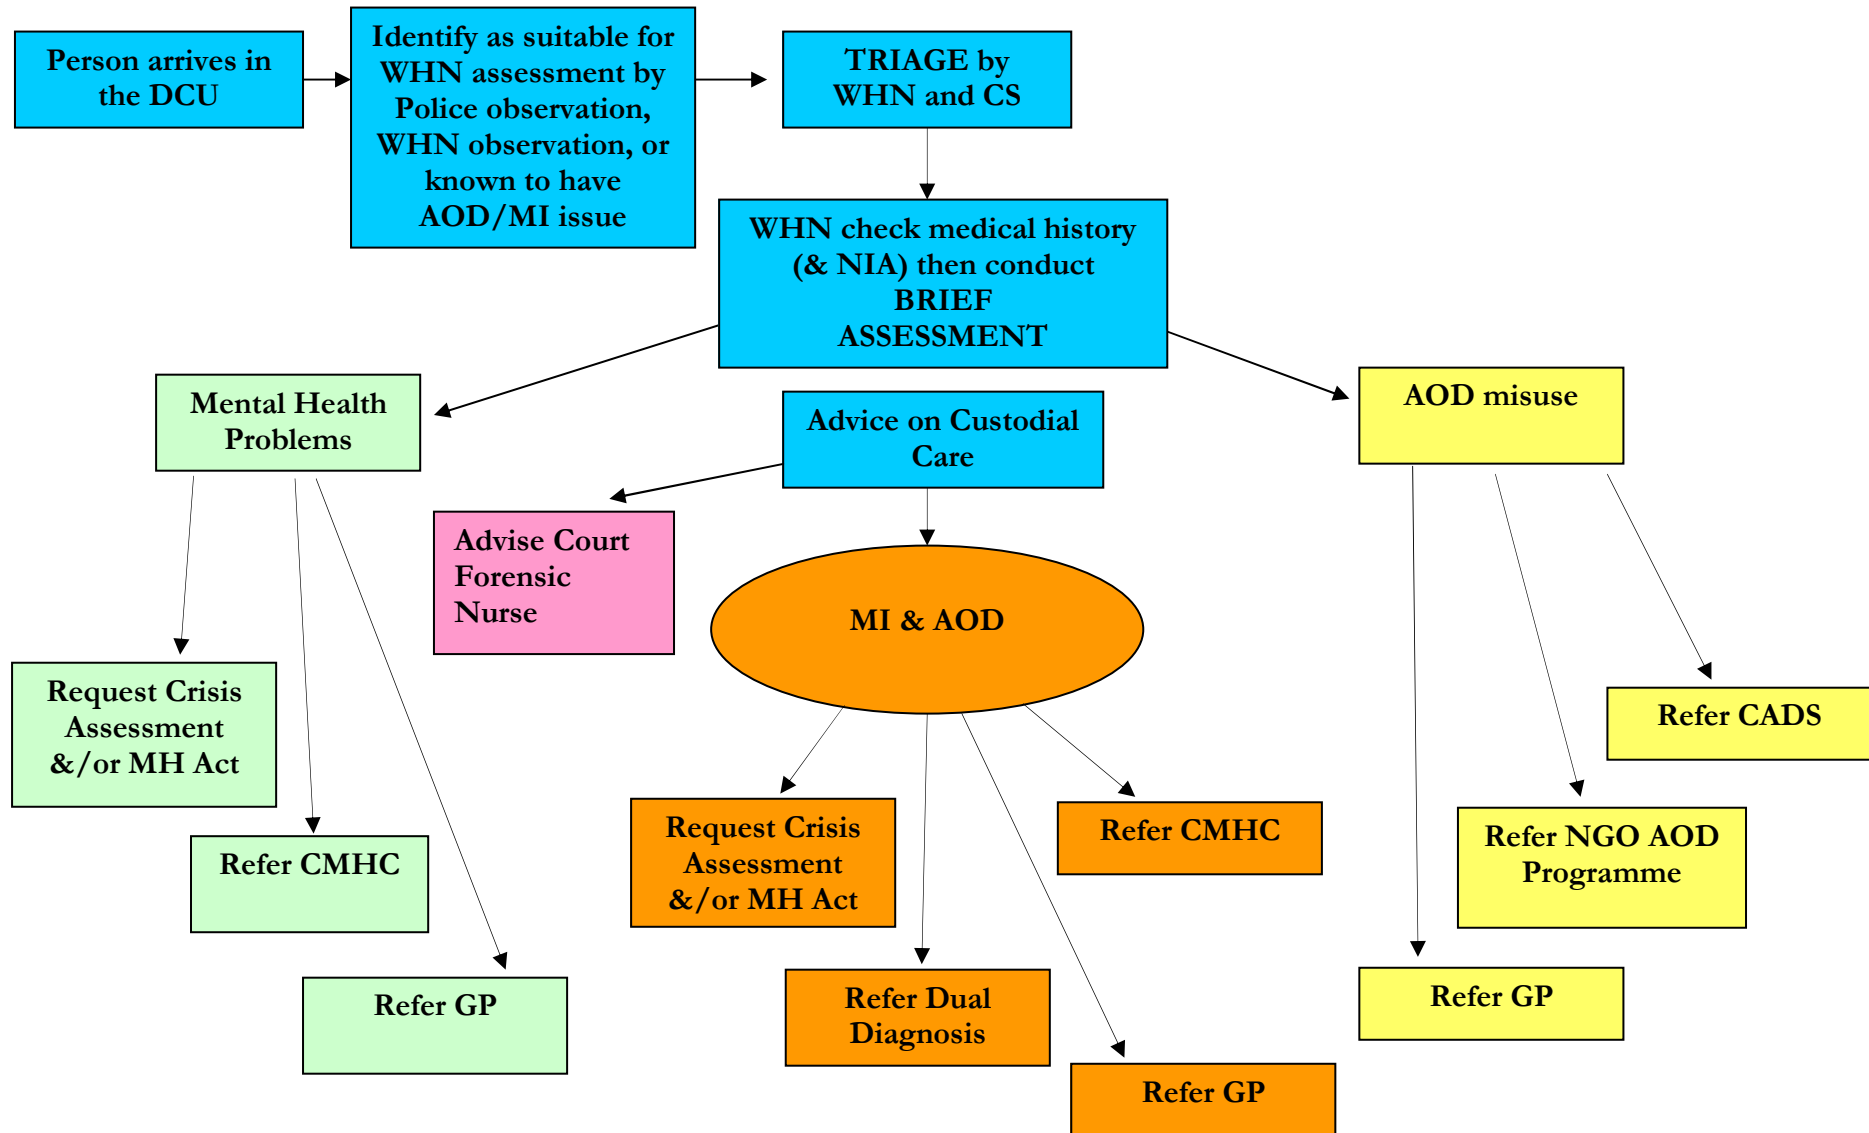 Person arrives in
the DCU
Identify as suitable for
WHN assessment by
Police observation,
WHN observation, or
known to have
AOD/MI issue
TRIAGE by
WHN and CS
WHN check medical history
(& NIA) then conduct
BRIEF
ASSESSMENT
Mental Health
Problems
Advice on Custodial
Care
AOD misuse
Advise Court
Forensic
Nurse
MI & AOD
Request Crisis
Assessment
&/or MH Act
Refer CMHC
Refer GP
Request Crisis
Assessment
&/or MH Act
Refer Dual
Diagnosis
Refer GP
Refer CMHC
Refer CADS
Refer NGO AOD
Programme
Refer GP